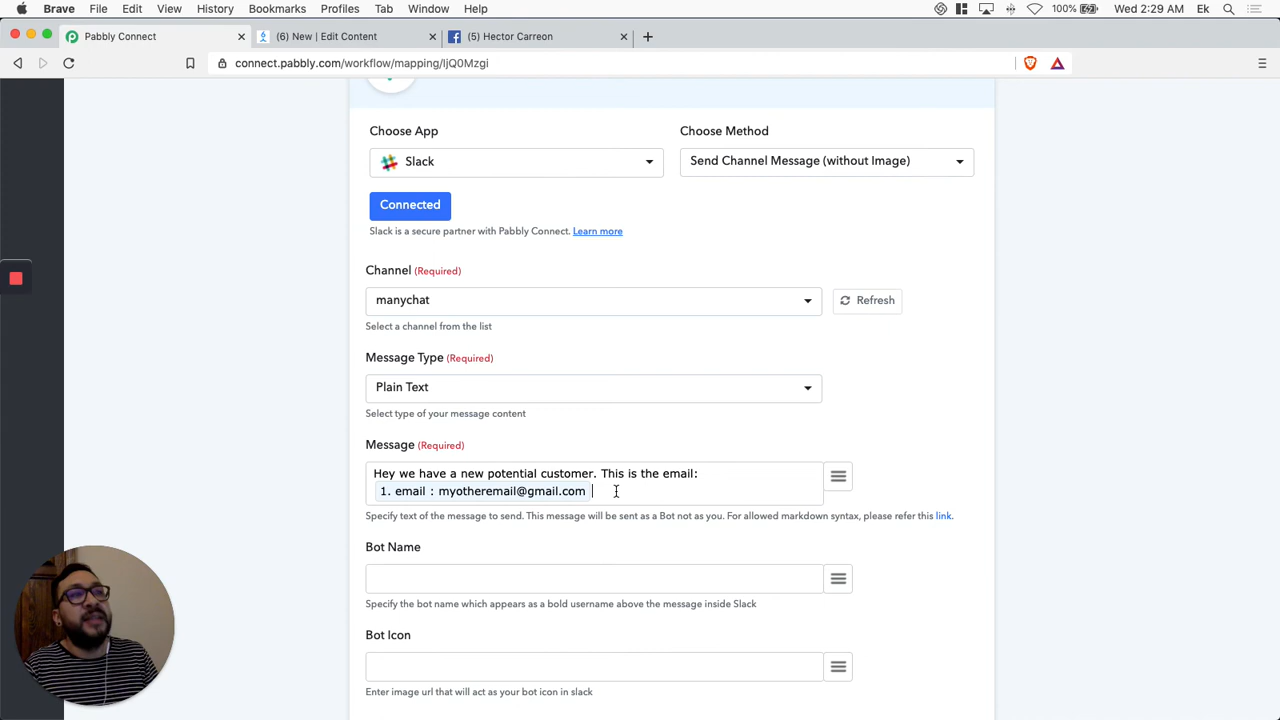 Brave File Edit View History Bookmarks Profiles Tab Window Help 100% Wed 2:29 AM Ek
Pabbly Connect (6) New | Edit Content (5) Hector Carreon
connect.pabbly.com/workflow/mapping/IjQ0Mzgi
Choose App Choose Method
Slack Send Channel Message (without Image)
Connected
Slack is a secure partner with Pabbly Connect. Learn more
Channel (Required)
manychat Refresh
Select a channel from the list
Message Type (Required)
Plain Text
Select type of your message content
Message (Required)
Hey we have a new potential customer. This is the email:
1. email : myotheremail@gmail.com
Specify text of the message to send. This message will be sent as a Bot not as you. For allowed markdown syntax, please refer this link.
Bot Name
Specify the bot name which appears as a bold username above the message inside Slack
Bot Icon
Enter image url that will act as your bot icon in slack